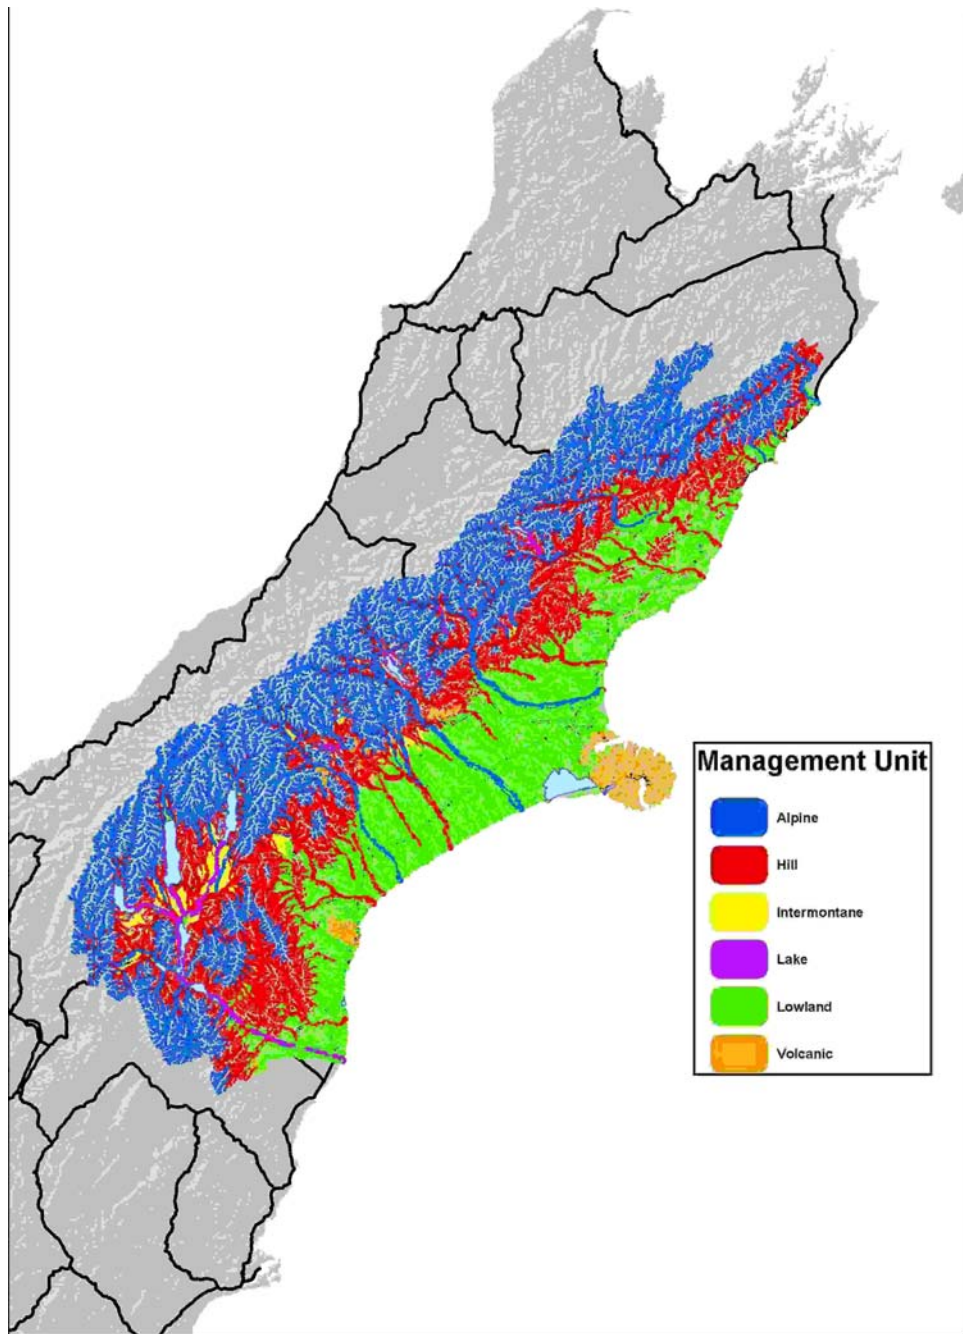 Management Unit
Alpine
Hill
Intermontane
Lake
Lowland
Volcanic